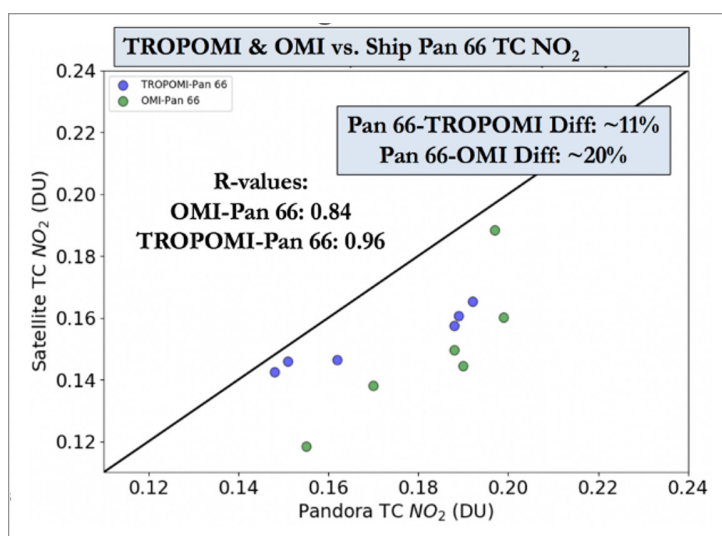 TROPOMI & OMI vs. Ship Pan 66 TC NO₂
TROPOMI-Pan 66
OMI-Pan 66
Pan 66-TROPOMI Diff: ~11%
Pan 66-OMI Diff: ~20%
R-values:
OMI-Pan 66: 0.84
TROPOMI-Pan 66: 0.96
Satellite TC NO₂ (DU)
0.24
0.22
0.20
0.18
0.16
0.14
0.12
0.12 0.14 0.16 0.18 0.20 0.22 0.24
Pandora TC NO₂ (DU)